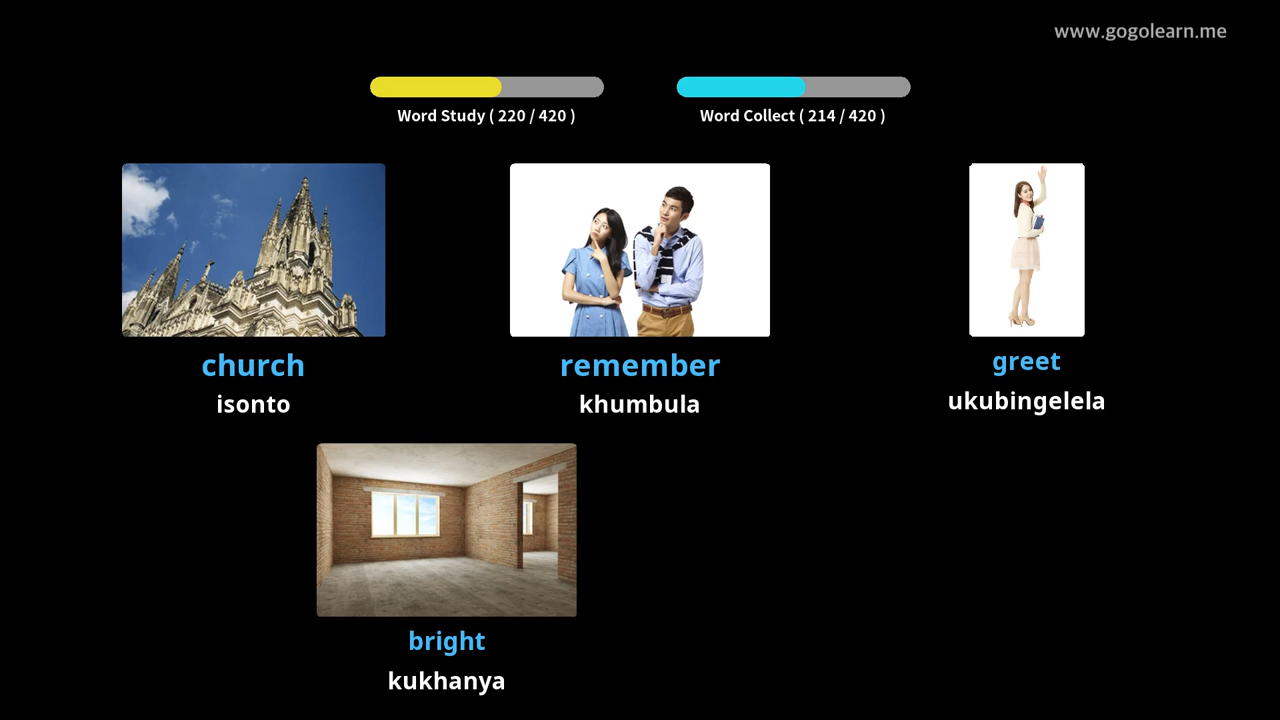 www.gogolearn.me
Word Study ( 220 / 420 )
Word Collect ( 214 / 420 )
church
isonto
remember
khumbula
greet
ukubingelela
bright
kukhanya